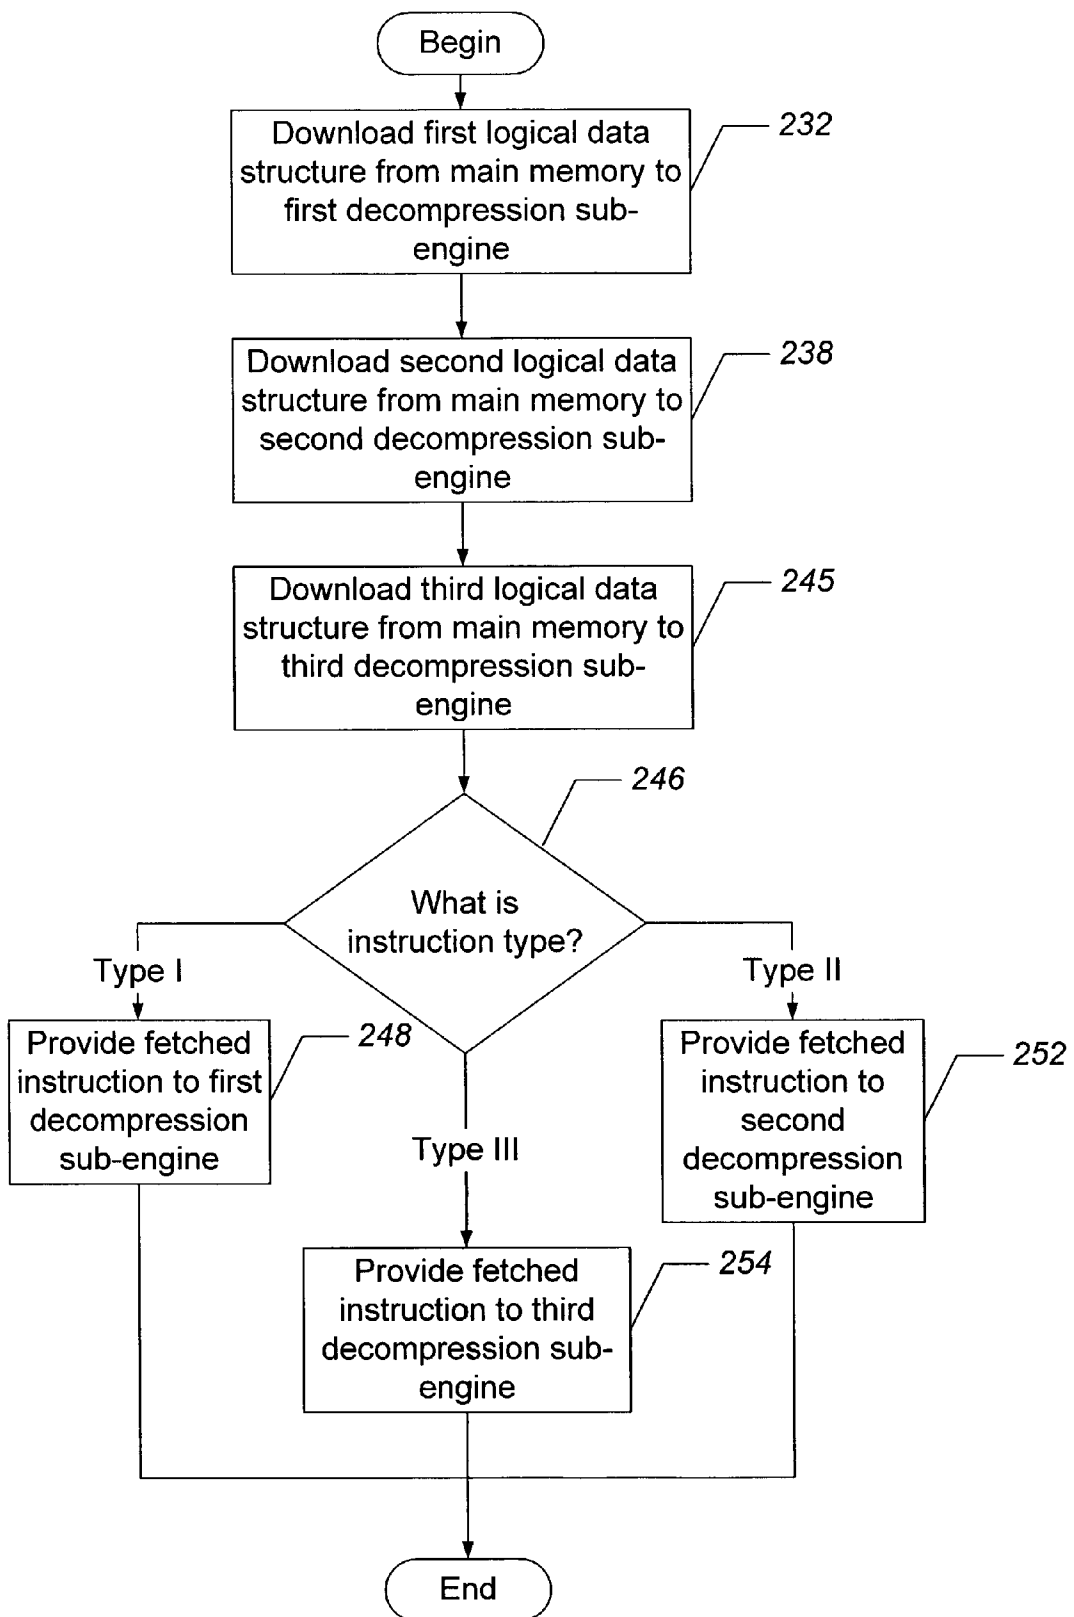 Begin
Download first logical data
structure from main memory to
first decompression sub-
engine
232
Download second logical data
structure from main memory to
second decompression sub-
engine
238
Download third logical data
structure from main memory to
third decompression sub-
engine
245
246
What is
instruction type?
Type I
Type II
Provide fetched
instruction to first
decompression
sub-engine
248
Type III
Provide fetched
instruction to
second
decompression
sub-engine
252
Provide fetched
instruction to third
decompression sub-
engine
254
End